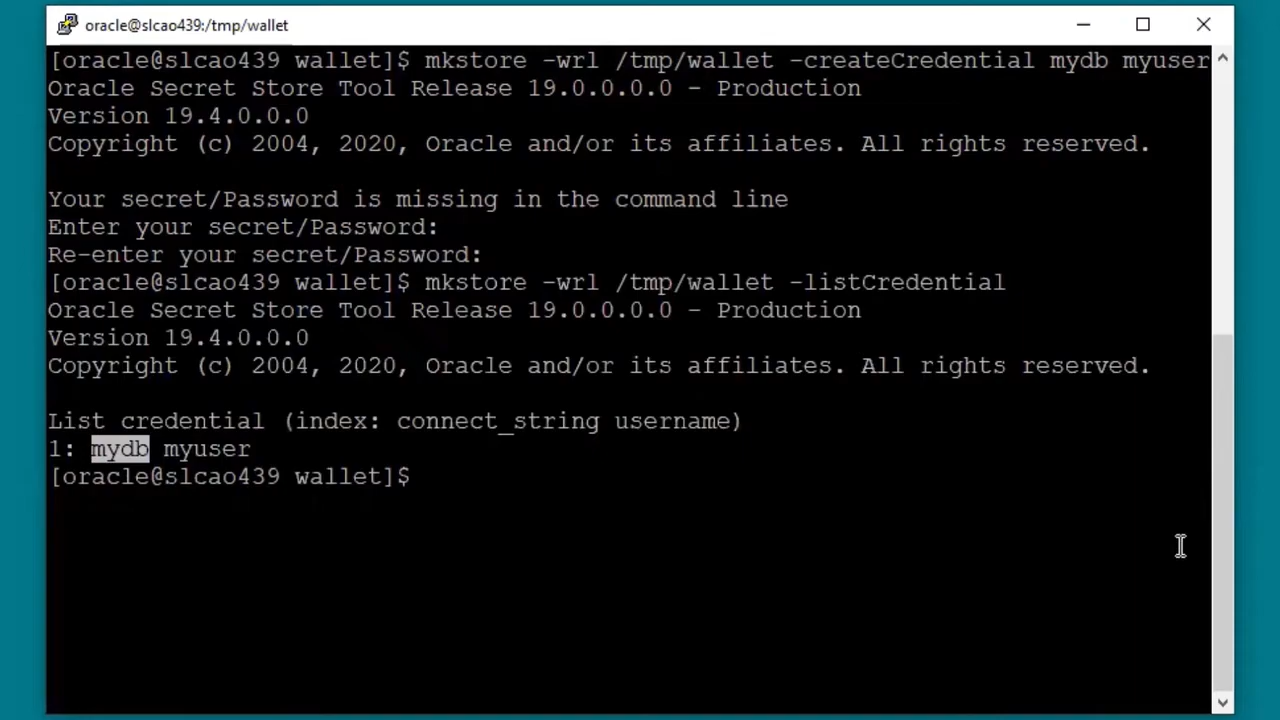 oracle@slcao439:/tmp/wallet
[oracle@slcao439 wallet]$ mkstore -wrl /tmp/wallet -createCredential mydb myuser
Oracle Secret Store Tool Release 19.0.0.0.0 - Production
Version 19.4.0.0.0
Copyright (c) 2004, 2020, Oracle and/or its affiliates. All rights reserved.
Your secret/Password is missing in the command line
Enter your secret/Password:
Re-enter your secret/Password:
[oracle@slcao439 wallet]$ mkstore -wrl /tmp/wallet -listCredential
Oracle Secret Store Tool Release 19.0.0.0.0 - Production
Version 19.4.0.0.0
Copyright (c) 2004, 2020, Oracle and/or its affiliates. All rights reserved.
List credential (index: connect_string username)
1: mydb myuser
[oracle@slcao439 wallet]$